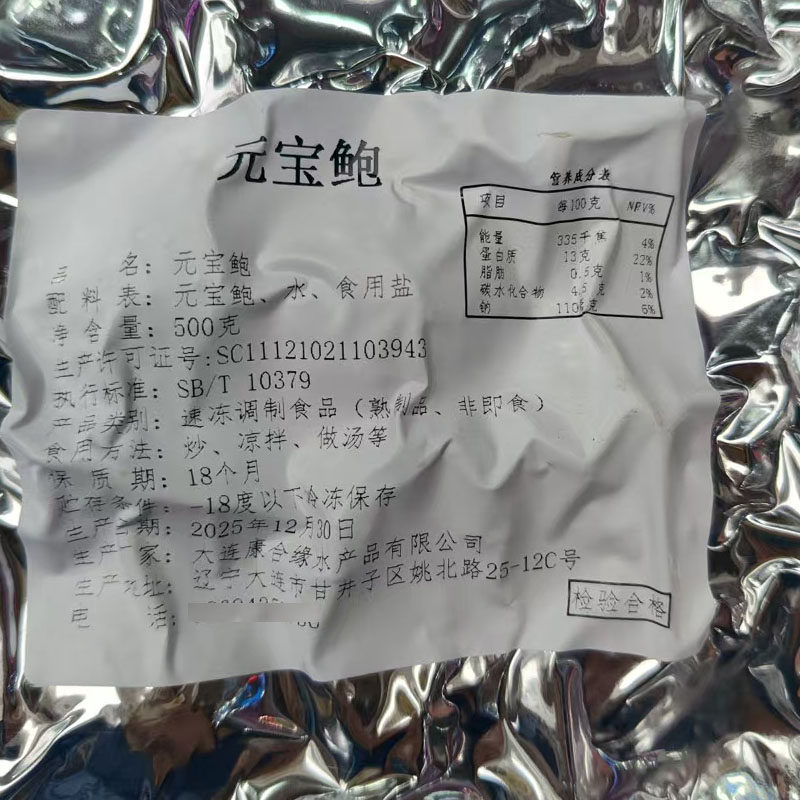 元宝鲍
营养成分表
项目 每100克 NRV%
能量 335千焦 4%
蛋白质 13克 22%
脂肪 0.5克 1%
碳水化合物 4.5克 2%
钠 6%
品 名：元宝鲍
配料表：元宝鲍、水、食用盐
净含量：500克
生产许可证号:SC11121021103943
执行标准：SB/T 10379
产品类别：速冻调制食品（熟制品、非即食）
食用方法：炒、凉拌、做汤等
保质期：18个月
贮存条件：-18度以下冷冻保存
生产日期：2025年12月30日
生产厂家：大连康合缘水产品有限公司
生产地址：辽宁大连市甘井子区姚北路25-12C号
电 话：
检验合格